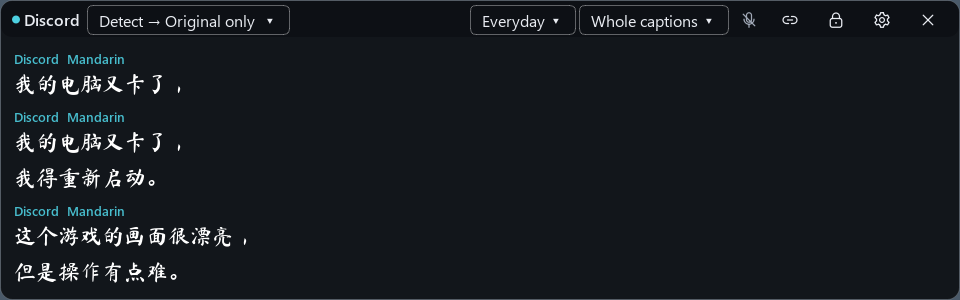 Discord
Detect → Original only
Everyday
Whole captions
Discord Mandarin
我的电脑又卡了，
Discord Mandarin
我的电脑又卡了，
我得重新启动。
Discord Mandarin
这个游戏的画面很漂亮，
但是操作有点难。